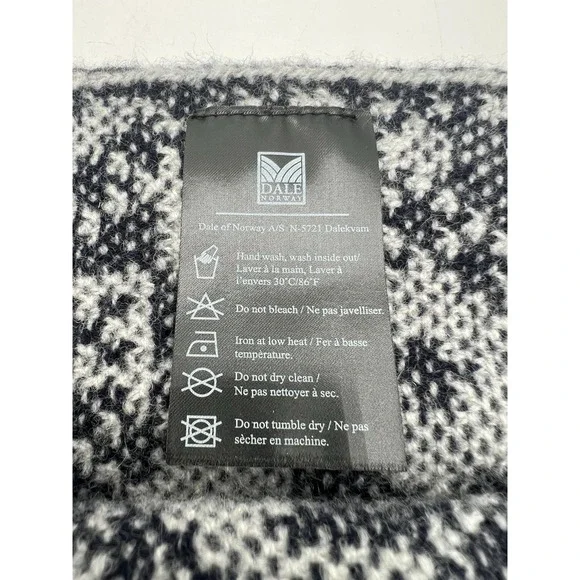 DALE
NORWAY
Dale of Norway A/S N-5721 Dalekvam
Hand wash, wash inside out/
Laver à la main, Laver à
l'envers 30°C/86°F
Do not bleach / Ne pas javelliser.
Iron at low heat / Fer à basse
tempèrature.
Do not dry clean /
Ne pas nettoyer à sec.
Do not tumble dry / Ne pas
sècher en machine.